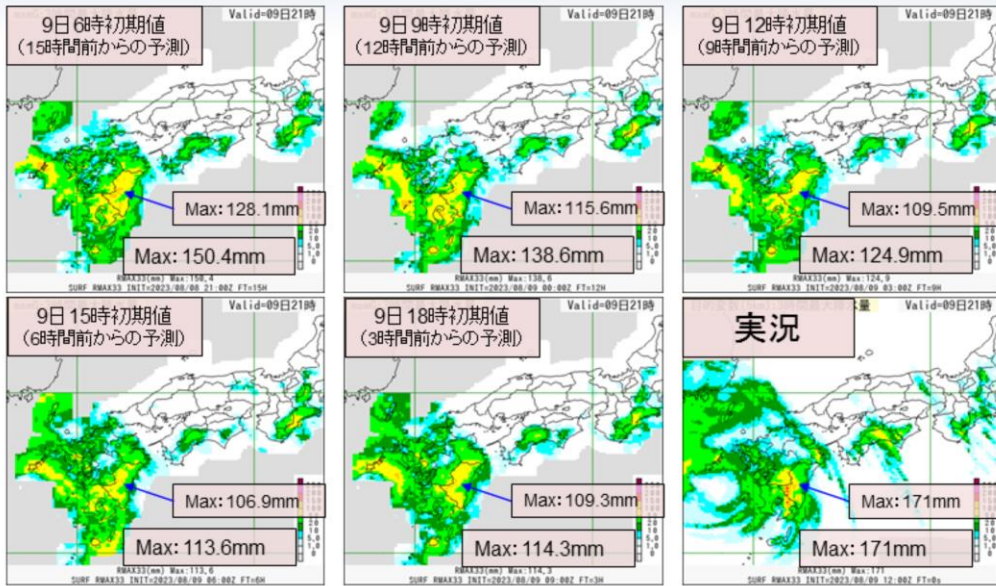 9日6時初期値
(15時間前からの予測)
Valid=09日21時
Max:128.1mm
Max:150.4mm
RMAX33(mm) Max:150,4
SURF RMAX33 INIT=2023/08/08 21:00Z FT=15H
9日9時初期値
(12時間前からの予測)
Valid=09日21時
Max:115.6mm
Max:138.6mm
RMAX33(mm) Max:138,6
SURF RMAX33 INIT=2023/08/09 00:00Z FT=12H
9日12時初期値
(9時間前からの予測)
Valid=09日21時
Max:109.5mm
Max:124.9mm
RMAX33(mm) Max:124,9
SURF RMAX33 INIT=2023/08/09 03:00Z FT=9H
9日15時初期値
(6時間前からの予測)
Valid=09日21時
Max:106.9mm
Max:113.6mm
RMAX33(mm) Max:113,6
SURF RMAX33 INIT=2023/08/09 06:00Z FT=6H
9日18時初期値
(3時間前からの予測)
Valid=09日21時
Max:109.3mm
Max:114.3mm
RMAX33(mm) Max:114,3
SURF RMAX33 INIT=2023/08/09 09:00Z FT=3H
実況
Valid=09日21時
Max:171mm
Max:171mm
RMAX33(mm) Max:171
SURF RMAX33 INIT=2023/08/09 12:00Z FT=0H